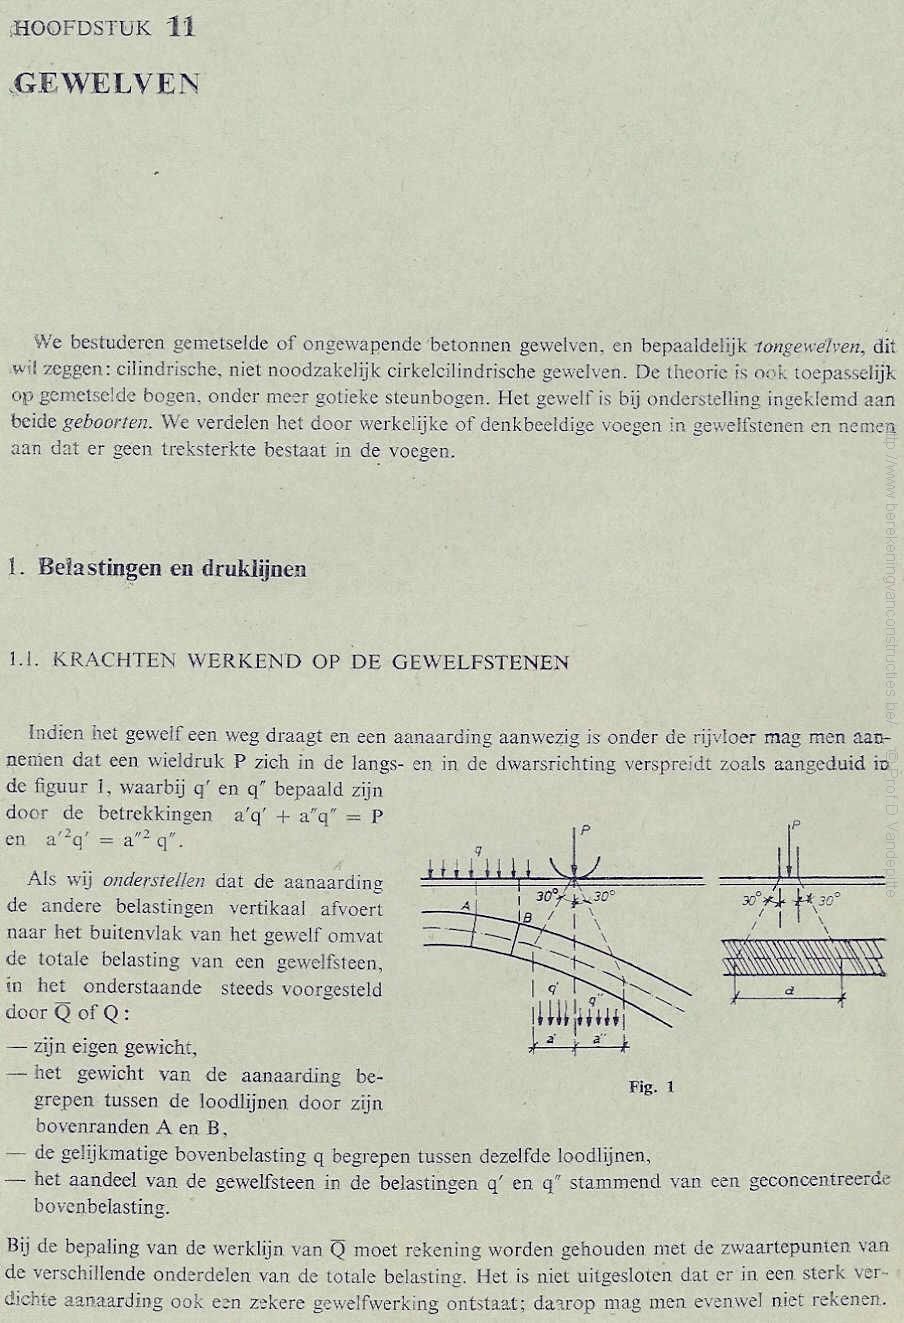 HOOFDSTUK 11
GEWELVEN
We bestuderen gemetselde of ongewapende betonnen gewelven, en bepaaldelijk tongewelven, dit
wil zeggen: cilindrische, niet noodzakelijk cirkelcilindrische gewelven. De theorie is ook toepasselijk
op gemetselde bogen, onder meer gotieke steunbogen. Het gewelf is bij onderstelling ingeklemd aan
beide geboorten. We verdelen het door werkelijke of denkbeeldige voegen in gewelfstenen en nemen
aan dat er geen treksterkte bestaat in de voegen.
1. Belastingen en druklijnen
1.1. KRACHTEN WERKEND OP DE GEWELFSTENEN
Indien het gewelf een weg draagt en een aanaarding aanwezig is onder de rijvloer mag men aan-
nemen dat een wieldruk P zich in de langs- en in de dwarsrichting verspreidt zoals aangeduid in
de figuur 1, waarbij q′ en q″ bepaald zijn
door de betrekkingen a′q′ + a″q″ = P
en a′²q′ = a″² q″.
Als wij onderstellen dat de aanaarding
de andere belastingen vertikaal afvoert
naar het buitenvlak van het gewelf omvat
de totale belasting van een gewelfsteen,
in het onderstaande steeds voorgesteld
door Q̅ of Q :
— zijn eigen gewicht,
— het gewicht van de aanaarding be-
grepen tussen de loodlijnen door zijn
bovenranden A en B,
— de gelijkmatige bovenbelasting q begrepen tussen dezelfde loodlijnen,
— het aandeel van de gewelfsteen in de belastingen q′ en q″ stammend van een geconcentreerde
bovenbelasting.
Bij de bepaling van de werklijn van Q̅ moet rekening worden gehouden met de zwaartepunten van
de verschillende onderdelen van de totale belasting. Het is niet uitgesloten dat er in een sterk ver-
dichte aanaarding ook een zekere gewelfwerking ontstaat; daarop mag men evenwel niet rekenen.
q
P
30° 30°
A
B
q′
q″
a′ a″
P
30° 30°
d
Fig. 1
http://www.berekeningvanconstructies.be/ © Prof D. Vandepitte